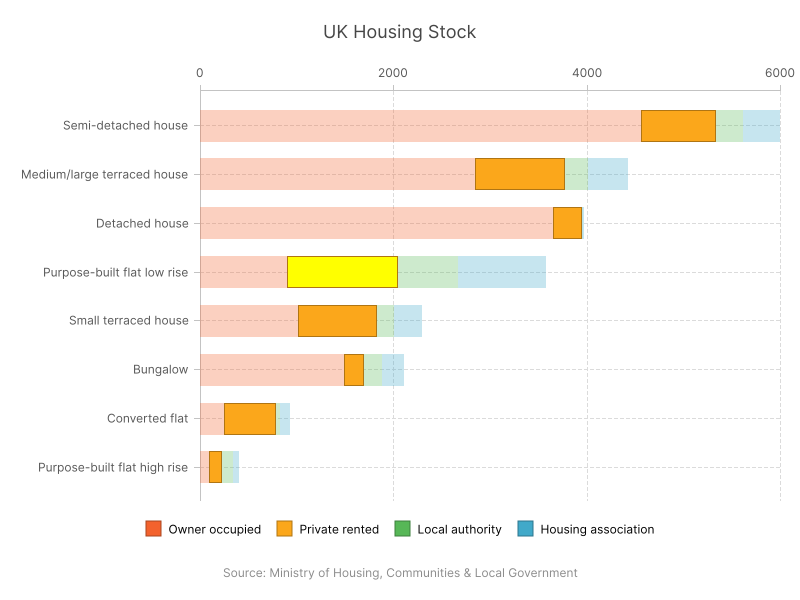 UK Housing Stock
0 2000 4000 6000
Semi-detached house
Medium/large terraced house
Detached house
Purpose-built flat low rise
Small terraced house
Bungalow
Converted flat
Purpose-built flat high rise
Owner occupied Private rented Local authority Housing association
Source: Ministry of Housing, Communities & Local Government